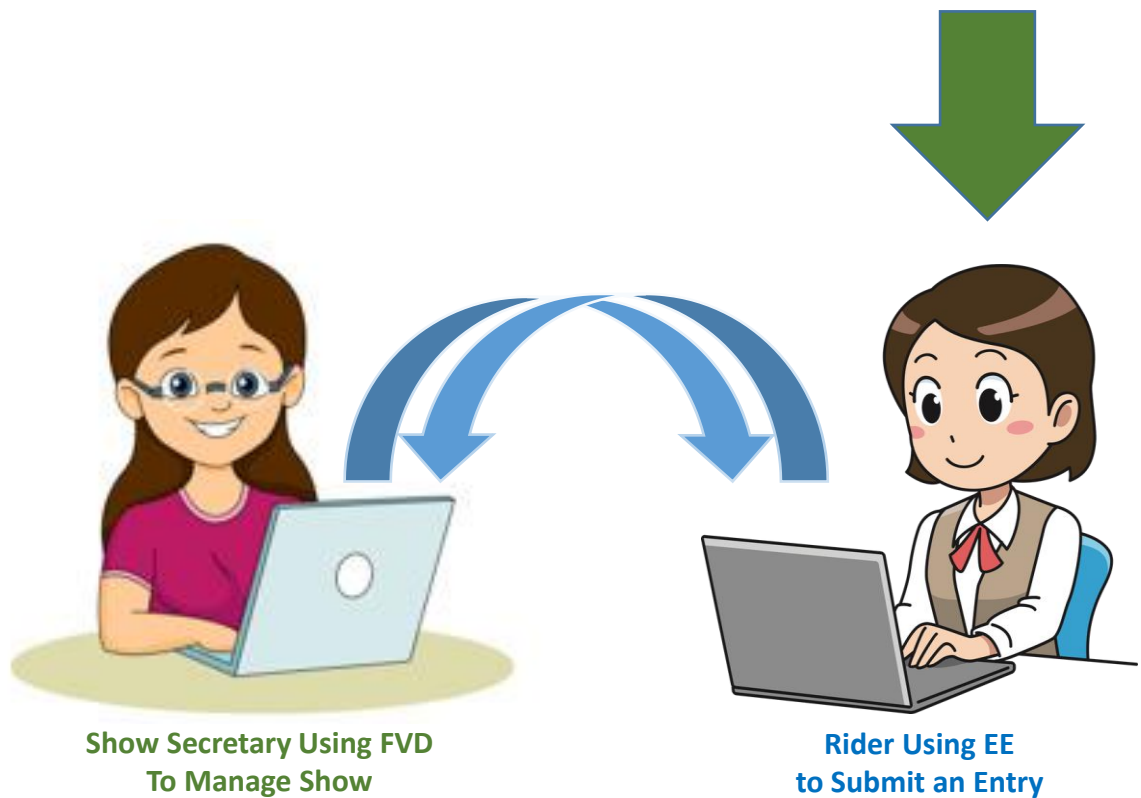 Show Secretary Using FVD
To Manage Show
Rider Using EE
to Submit an Entry